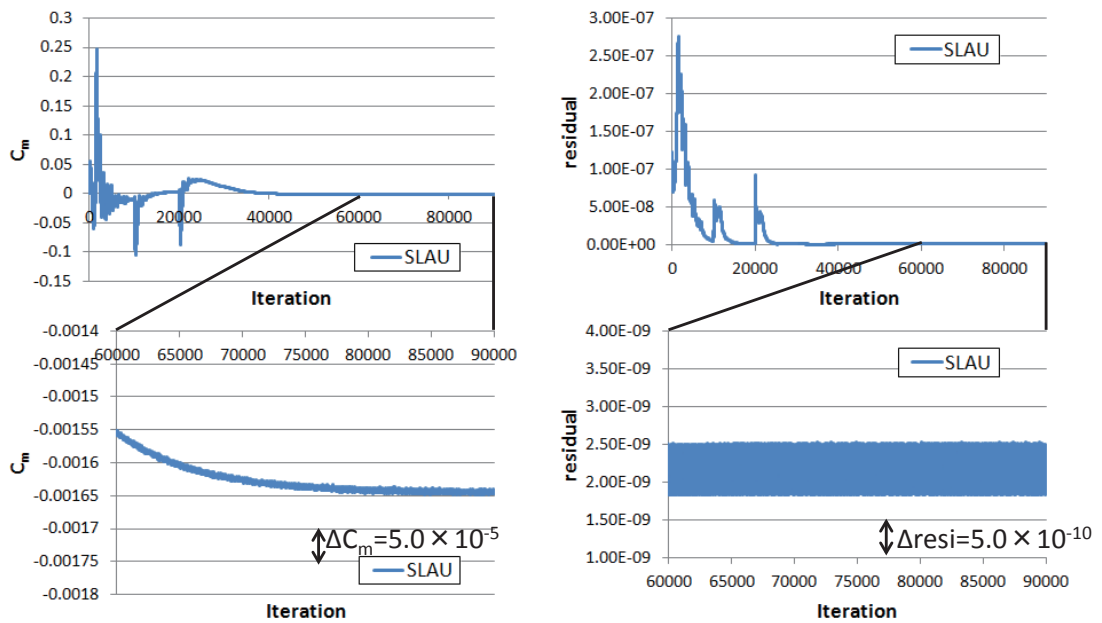 0.3
0.25
0.2
0.15
0.1
0.05
0
-0.05
-0.1
-0.15
C_m
0 20000 40000 60000 80000
SLAU
Iteration
3.00E-07
2.50E-07
2.00E-07
1.50E-07
1.00E-07
5.00E-08
0.00E+00
residual
SLAU
0 20000 40000 60000 80000
Iteration
-0.0014
-0.00145
-0.0015
-0.00155
-0.0016
-0.00165
-0.0017
-0.00175
-0.0018
C_m
60000 65000 70000 75000 80000 85000 90000
ΔC_m=5.0 × 10^-5
SLAU
Iteration
4.00E-09
3.50E-09
3.00E-09
2.50E-09
2.00E-09
1.50E-09
1.00E-09
residual
SLAU
Δresi=5.0 × 10^-10
60000 65000 70000 75000 80000 85000 90000
Iteration